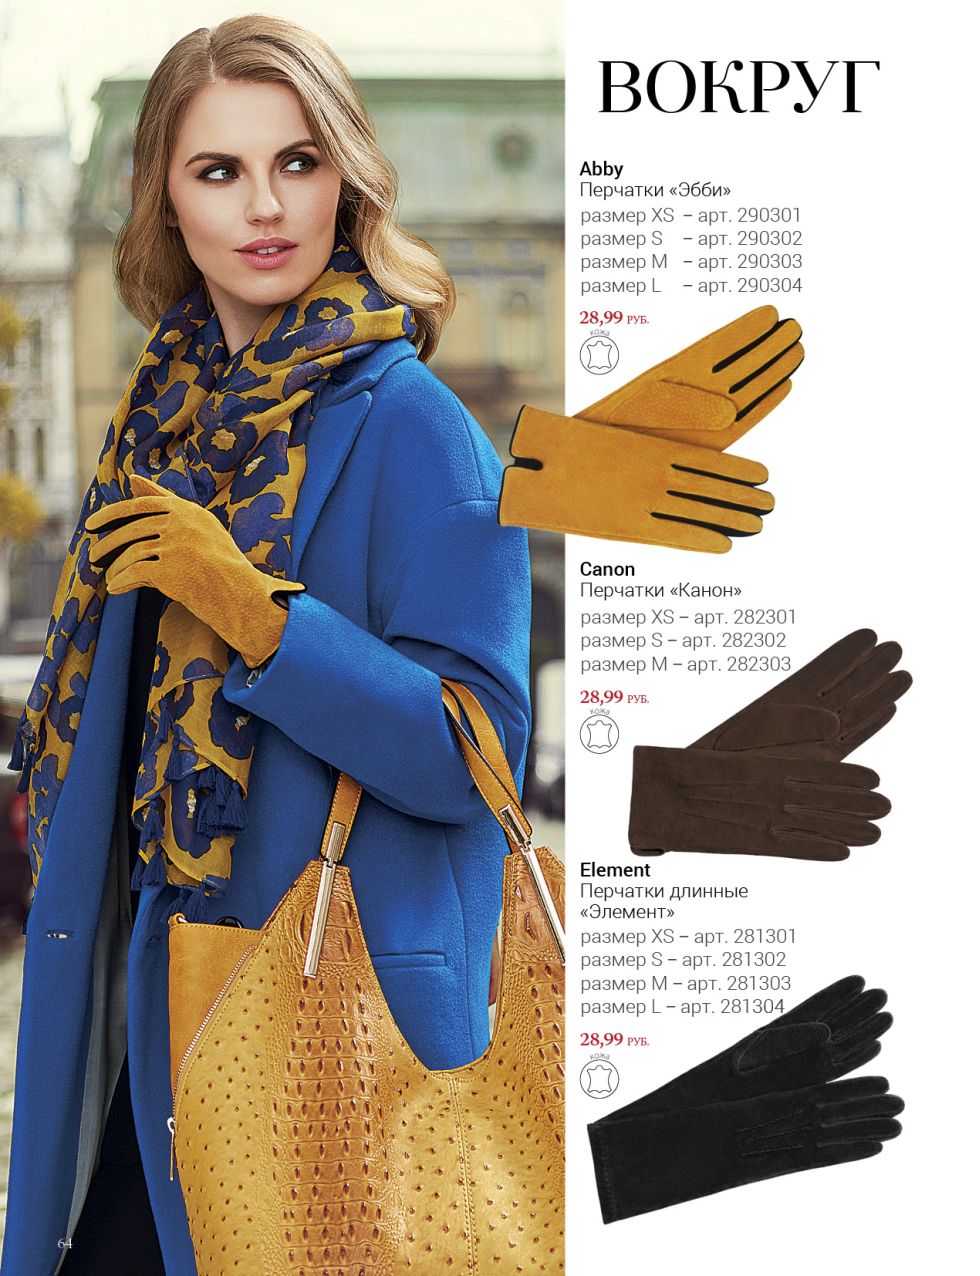 ВОКРУГ
Abby
Перчатки «Эбби»
размер XS – арт. 290301
размер S – арт. 290302
размер M – арт. 290303
размер L – арт. 290304
28,99 РУБ.
кожа
Canon
Перчатки «Канон»
размер XS – арт. 282301
размер S – арт. 282302
размер M – арт. 282303
28,99 РУБ.
кожа
Element
Перчатки длинные
«Элемент»
размер XS – арт. 281301
размер S – арт. 281302
размер M – арт. 281303
размер L – арт. 281304
28,99 РУБ.
кожа
64